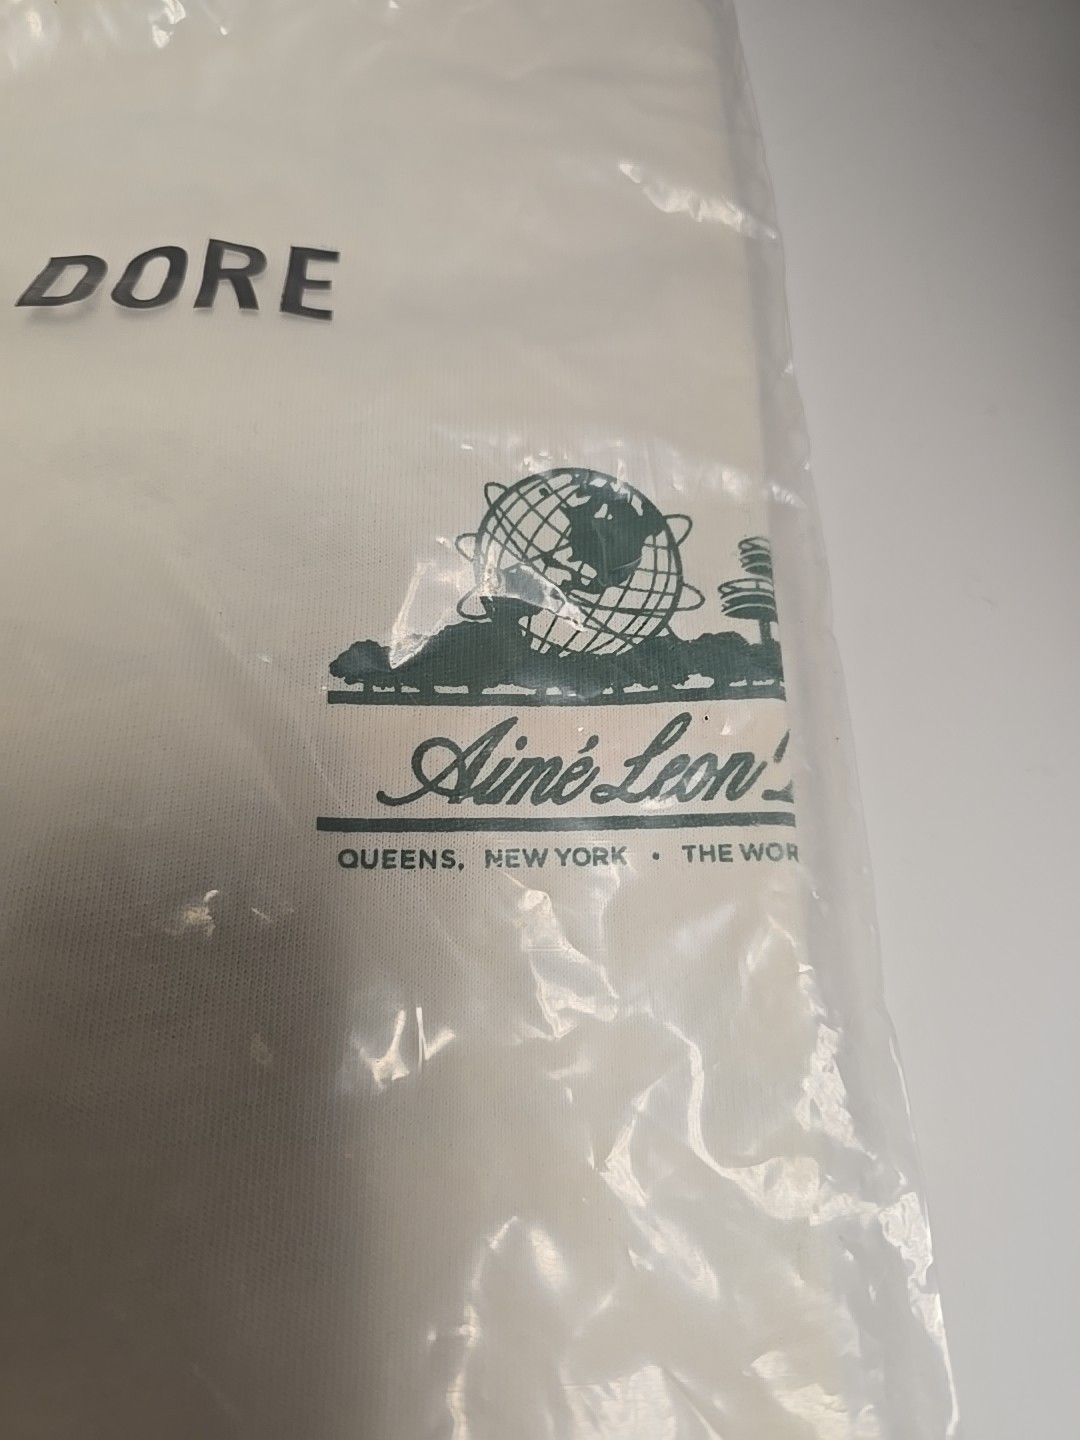 DORE
Aimé Leon
QUEENS, NEW YORK • THE WOR